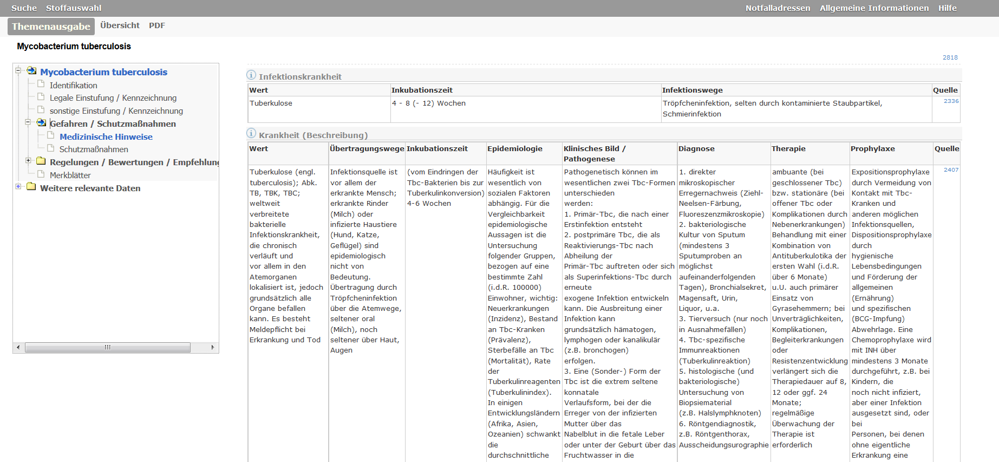 Suche Stoffauswahl Notfalladressen Allgemeine Informationen Hilfe
Themenausgabe Übersicht PDF
Mycobacterium tuberculosis
Mycobacterium tuberculosis
Identifikation
Legale Einstufung / Kennzeichnung
sonstige Einstufung / Kennzeichnung
Gefahren / Schutzmaßnahmen
Medizinische Hinweise
Schutzmaßnahmen
Regelungen / Bewertungen / Empfehlung
Merkblätter
Weitere relevante Daten
2818
Infektionskrankheit
Wert Inkubationszeit Infektionswege Quelle
Tuberkulose 4 - 8 (- 12) Wochen Tröpfcheninfektion, selten durch kontaminierte Staubpartikel, 2336
Schmierinfektion
Krankheit (Beschreibung)
Wert Übertragungswege Inkubationszeit Epidemiologie Klinisches Bild / Diagnose Therapie Prophylaxe Quelle
Pathogenese
Tuberkulose (engl.
tuberculosis); Abk.
TB, TBK, TBC;
weltweit
verbreitete
bakterielle
Infektionskrankheit,
die chronisch
verläuft und
vor allem in den
Atemorganen
lokalisiert ist, jedoch
grundsätzlich alle
Organe befallen
kann. Es besteht
Meldepflicht bei
Erkrankung und Tod
Infektionsquelle ist
vor allem der
erkrankte Mensch;
erkrankte Rinder
(Milch) oder
infizierte Haustiere
(Hund, Katze,
Geflügel) sind
epidemiologisch
nicht von
Bedeutung.
Übertragung durch
Tröpfcheninfektion
über die Atemwege,
seltener oral
(Milch), noch
seltener über Haut,
Augen
(vom Eindringen der
Tbc-Bakterien bis zur
Tuberkulinkonversion)
4-6 Wochen
Häufigkeit ist
wesentlich von
sozialen Faktoren
abhängig. Für die
Vergleichbarkeit
epidemiologische
Aussagen ist die
Untersuchung
folgender Gruppen,
bezogen auf eine
bestimmte Zahl
(i.d.R. 100000)
Einwohner, wichtig:
Neuerkrankungen
(Inzidenz), Bestand
an Tbc-Kranken
(Prävalenz),
Sterbefälle an Tbc
(Mortalität), Rate
der
Tuberkulinreagenten
(Tuberkulinindex).
In einigen
Entwicklungsländern
(Afrika, Asien,
Ozeanien) schwankt
die
durchschnittliche
Pathogenetisch können im
wesentlichen zwei Tbc-Formen
unterschieden
werden:
1. Primär-Tbc, die nach einer
Erstinfektion entsteht
2. postprimäre Tbc, die als
Reaktivierungs-Tbc nach
Abheilung der
Primär-Tbc auftreten oder sich
als Superinfektions-Tbc durch
erneute
exogene Infektion entwickeln
kann. Die Ausbreitung einer
Infektion kann
grundsätzlich hämatogen,
lymphogen oder kanalikulär
(z.B. bronchogen)
erfolgen.
3. Eine (Sonder-) Form der
Tbc ist die extrem seltene
konnatale
Verlaufsform, bei der die
Erreger von der infizierten
Mutter über das
Nabelblut in die fetale Leber
oder unter der Geburt über das
Fruchtwasser in die
1. direkter
mikroskopischer
Erregernachweis (Ziehl-
Neelsen-Färbung,
Fluoreszenzmikroskopie)
2. bakteriologische
Kultur von Sputum
(mindestens 3
Sputumproben an
möglichst
aufeinanderfolgenden
Tagen), Bronchialsekret,
Magensaft, Urin,
Liquor, u.a.
3. Tierversuch (nur noch
in Ausnahmefällen)
4. Tbc-spezifische
Immunreaktionen
(Tuberkulinreaktion)
5. histologische (und
bakteriologische)
Untersuchung von
Biopsiematerial
(z.B. Halslymphknoten)
6. Röntgendiagnostik,
z.B. Röntgenthorax,
Ausscheidungsurographie
ambuante (bei
geschlossener Tbc)
bzw. stationäre (bei
offener Tbc oder
Komplikationen durch
Nebenerkrankungen)
Behandlung mit einer
Kombination von
Antituberkulotika der
ersten Wahl (i.d.R.
über 6 Monate)
u.U. auch primärer
Einsatz von
Gyrasehemmern; bei
Unverträglichkeiten,
Komplikationen,
Begleiterkrankungen
oder
Resistenzentwicklung
verlängert sich die
Therapiedauer auf 8,
12 oder ggf. 24
Monate;
regelmäßige
Überwachung der
Therapie ist
erforderlich
Expositionsprophylaxe
durch Vermeidung von
Kontakt mit Tbc-
Kranken und
anderen möglichen
Infektionsquellen,
Dispositionsprophylaxe
durch
hygienische
Lebensbedingungen
und Förderung der
allgemeinen
(Ernährung)
und spezifischen
(BCG-Impfung)
Abwehrlage. Eine
Chemoprophylaxe wird
mit INH über
mindestens 3 Monate
durchgeführt, z.B. bei
Kindern, die
noch nicht infiziert,
aber einer Infektion
ausgesetzt sind, oder
bei
Personen, bei denen
ohne eigentliche
Erkrankung eine
2407